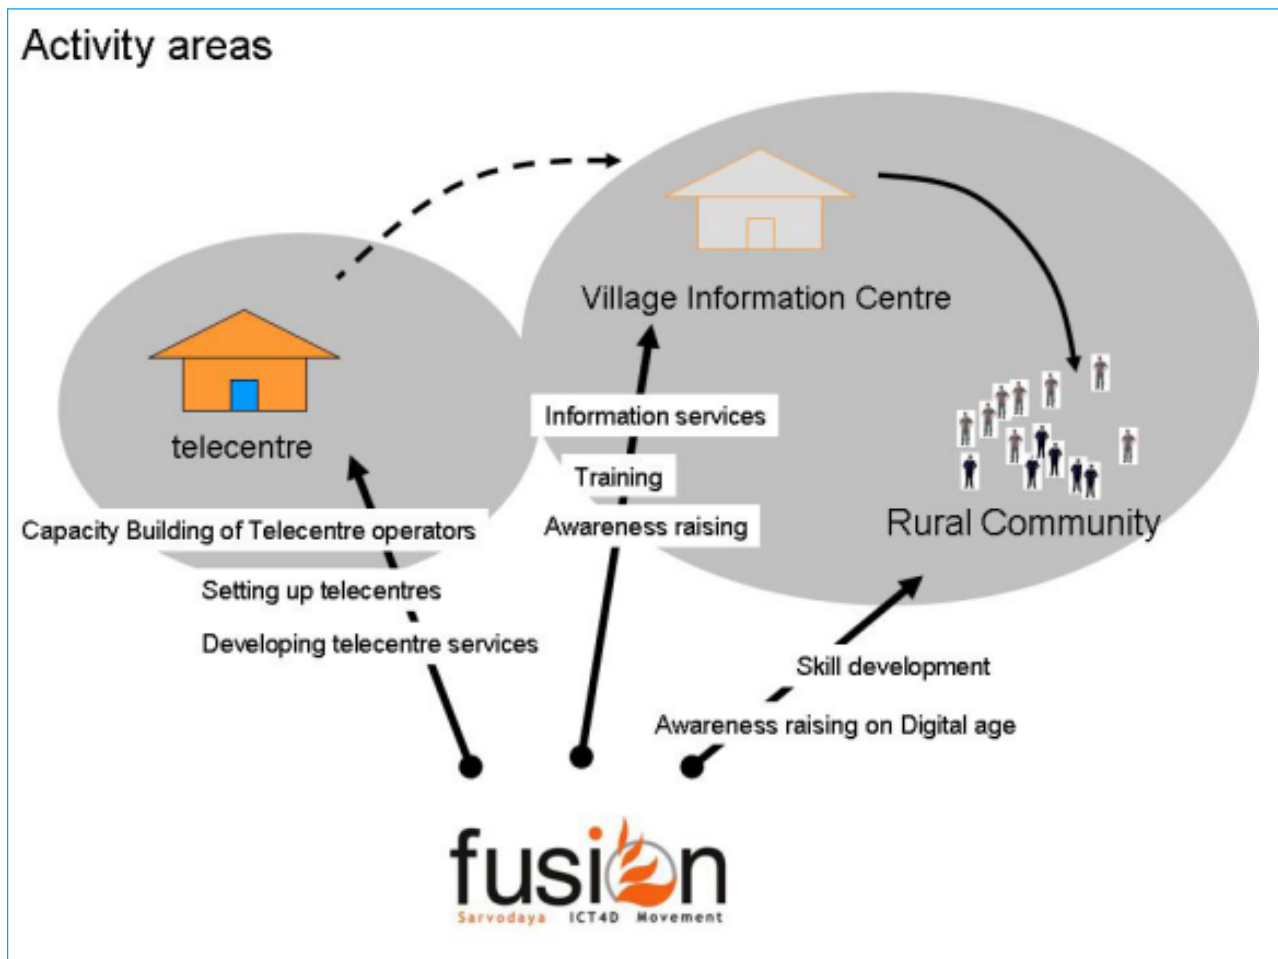 Activity areas
Village Information Centre
telecentre
Information services
Training
Awareness raising
Rural Community
Capacity Building of Telecentre operators
Setting up telecentres
Developing telecentre services
Skill development
Awareness raising on Digital age
fusion
Sarvodaya ICT4D Movement